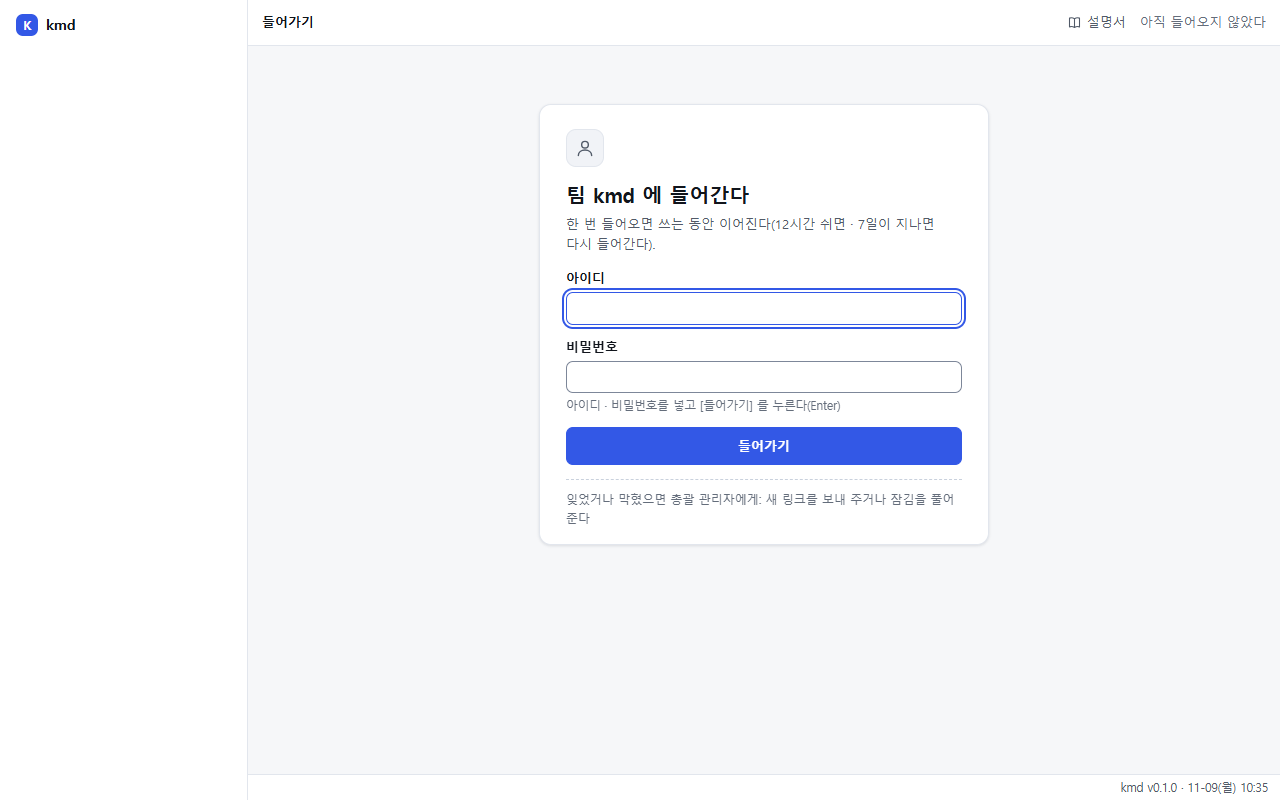 K kmd
들어가기
설명서 아직 들어오지 않았다
팀 kmd 에 들어간다
한 번 들어오면 쓰는 동안 이어진다(12시간 쉬면 · 7일이 지나면
다시 들어간다).
아이디
비밀번호
아이디 · 비밀번호를 넣고 [들어가기] 를 누른다(Enter)
들어가기
잊었거나 막혔으면 총괄 관리자에게: 새 링크를 보내 주거나 잠김을 풀어
준다
kmd v0.1.0 · 11-09(월) 10:35